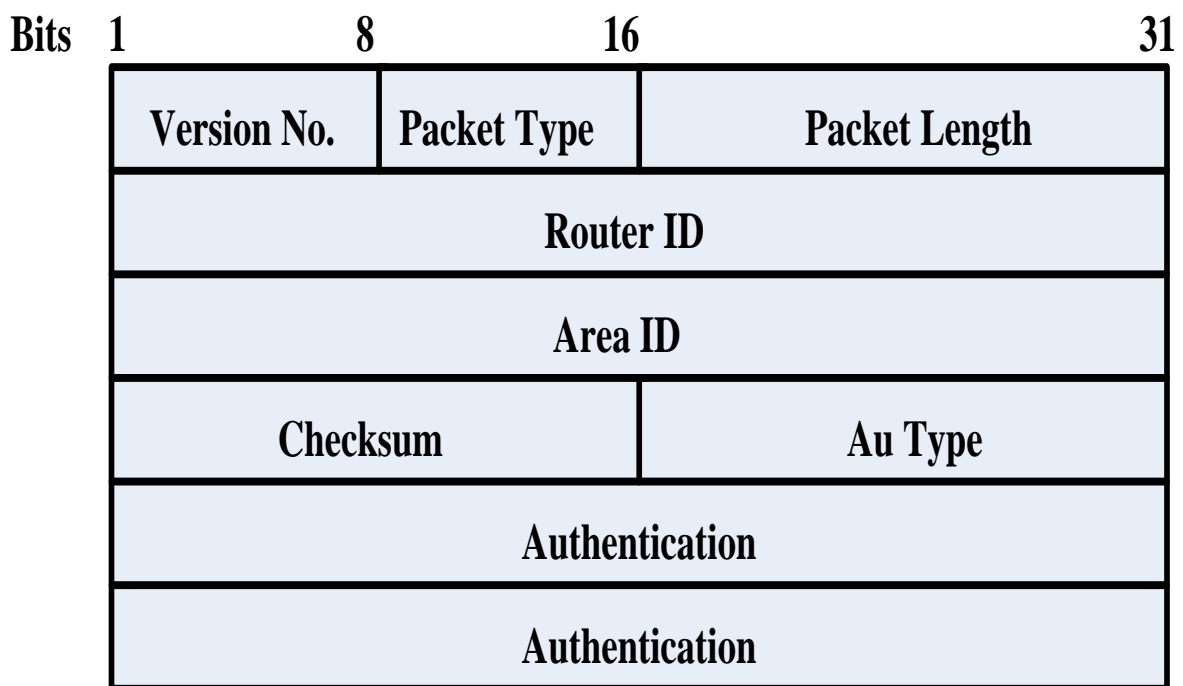 Bits 1 8 16 31
Version No. Packet Type Packet Length
Router ID
Area ID
Checksum Au Type
Authentication
Authentication